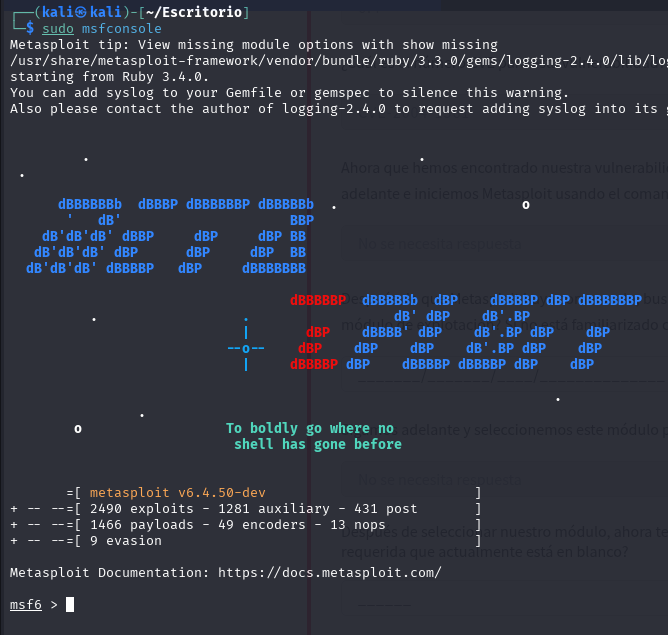 ┌──(kali㉿kali)-[~/Escritorio]
└─$ sudo msfconsole
Metasploit tip: View missing module options with show missing
/usr/share/metasploit-framework/vendor/bundle/ruby/3.3.0/gems/logging-2.4.0/lib/log
starting from Ruby 3.4.0.
You can add syslog to your Gemfile or gemspec to silence this warning.
Also please contact the author of logging-2.4.0 to request adding syslog into its g
Ahora que hemos encontrado nuestra vulnerabili
adelante e iniciemos Metasploit usando el coman
dBBBBBBb  dBBBP dBBBBBBP dBBBBBb  .                       o
'   dB'                     BBP
dB'dB'dB' dBBP     dBP     dBP BB
dB'dB'dB' dBP      dBP     dBP  BB
dB'dB'dB' dBBBBP   dBP     dBBBBBBB
dBBBBBP  dBBBBBb  dBP    dBBBBP dBP dBBBBBBP
.                  .                  dB' dBP    dB'.BP
|       dBP    dBBBB' dBP    dB'.BP dBP    dBP
--o--    dBP    dBP    dBP    dB'.BP dBP    dBP
|     dBBBBP dBP    dBBBBP dBBBBP dBP    dBP
o                  To boldly go where no
shell has gone before
adelante y seleccionemos este módulo
=[ metasploit v6.4.50-dev                          ]
+ -- --=[ 2490 exploits - 1281 auxiliary - 431 post       ]
+ -- --=[ 1466 payloads - 49 encoders - 13 nops           ]
+ -- --=[ 9 evasion                                       ]
Después de seleccionar nuestro módulo, ahora te
requerida que actualmente está en blanco?
Metasploit Documentation: https://docs.metasploit.com/
msf6 >